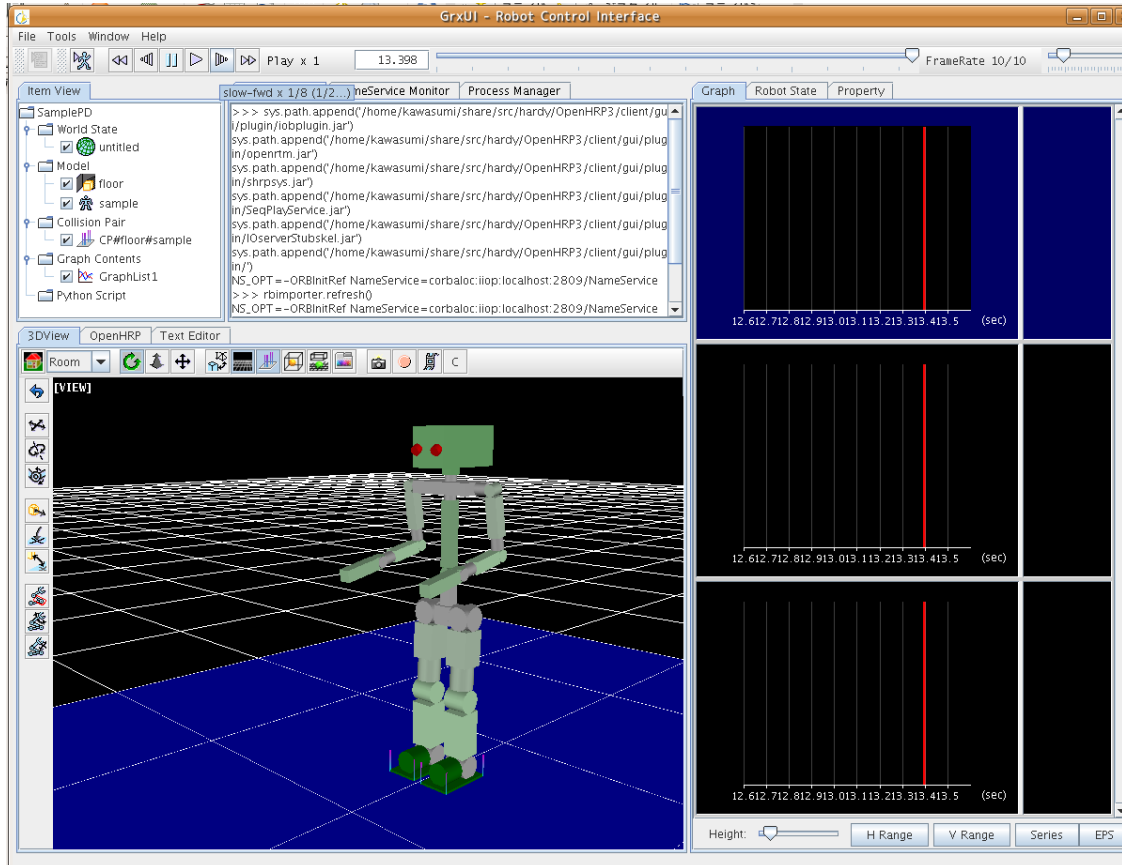 GrxUI - Robot Control Interface
File Tools Window Help
Play x 1 13.398 FrameRate 10/10
Item View
slow-fwd x 1/8 (1/2...) meService Monitor Process Manager
Graph Robot State Property
SamplePD
World State
untitled
Model
floor
sample
Collision Pair
CP#floor#sample
Graph Contents
GraphList1
Python Script
>>> sys.path.append('/home/kawasumi/share/src/hardy/OpenHRP3/client/gu
i/plugin/iobplugin.jar')
sys.path.append('/home/kawasumi/share/src/hardy/OpenHRP3/client/gui/plug
in/openrtm.jar')
sys.path.append('/home/kawasumi/share/src/hardy/OpenHRP3/client/gui/plug
in/shrpsys.jar')
sys.path.append('/home/kawasumi/share/src/hardy/OpenHRP3/client/gui/plug
in/SeqPlayService.jar')
sys.path.append('/home/kawasumi/share/src/hardy/OpenHRP3/client/gui/plug
in/IOserverStubskel.jar')
sys.path.append('/home/kawasumi/share/src/hardy/OpenHRP3/client/gui/plug
in/')
NS_OPT=-ORBInitRef NameService=corbaloc:iiop:localhost:2809/NameService
>>> rbimporter.refresh()
NS_OPT=-ORBInitRef NameService=corbaloc:iiop:localhost:2809/NameService
3DView OpenHRP Text Editor
Room C
[VIEW]
12.612.712.812.913.013.113.213.313.413.5 (sec)
12.612.712.812.913.013.113.213.313.413.5 (sec)
12.612.712.812.913.013.113.213.313.413.5 (sec)
Height: H Range V Range Series EPS